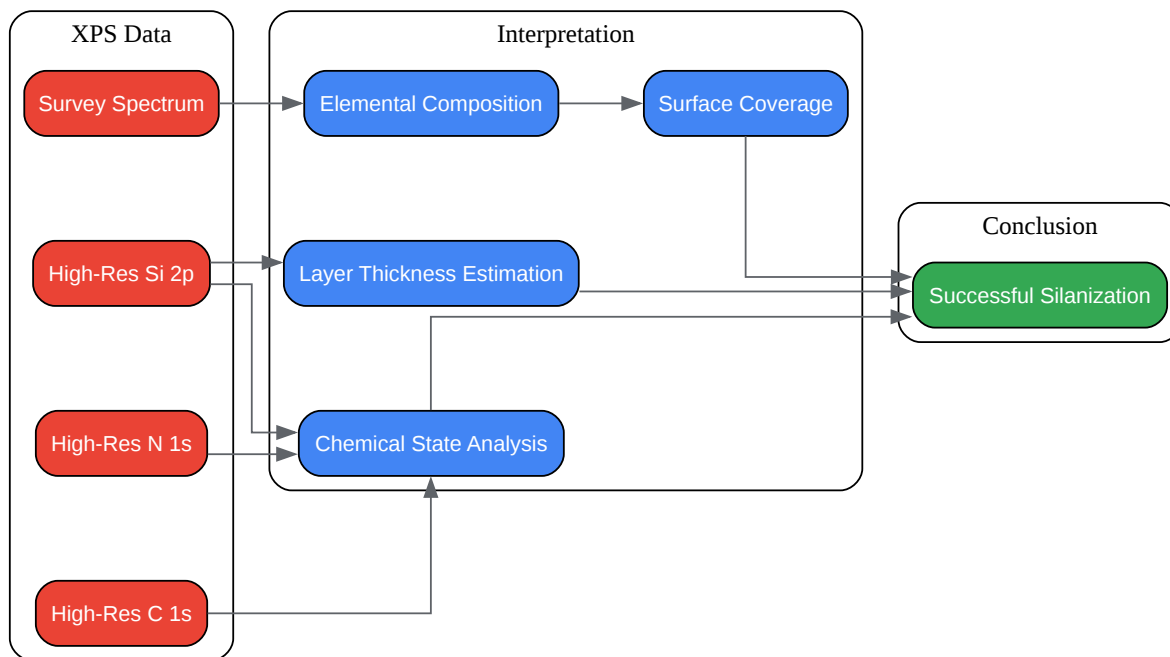 XPS Data
Interpretation
Survey Spectrum
Elemental Composition
Surface Coverage
Conclusion
High-Res Si 2p
Layer Thickness Estimation
Successful Silanization
High-Res N 1s
Chemical State Analysis
High-Res C 1s